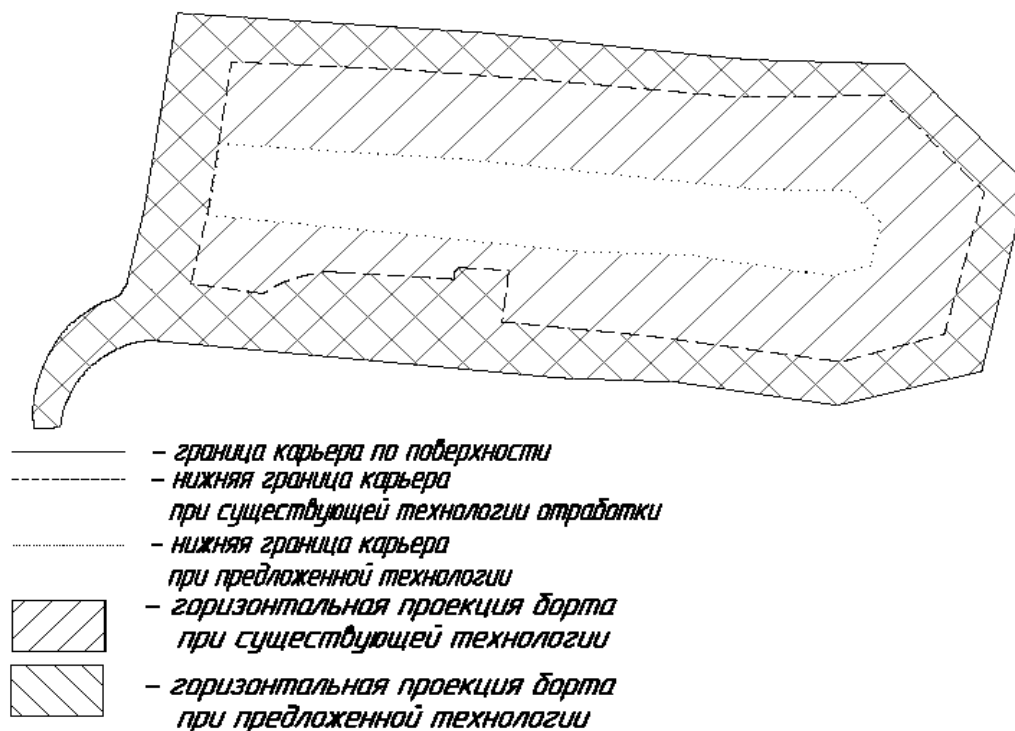 – граница карьера по поверхности
– нижняя граница карьера
при существующей технологии отработки
– нижняя граница карьера
при предложенной технологии
– горизонтальная проекция борта
при существующей технологии
– горизонтальная проекция борта
при предложенной технологии